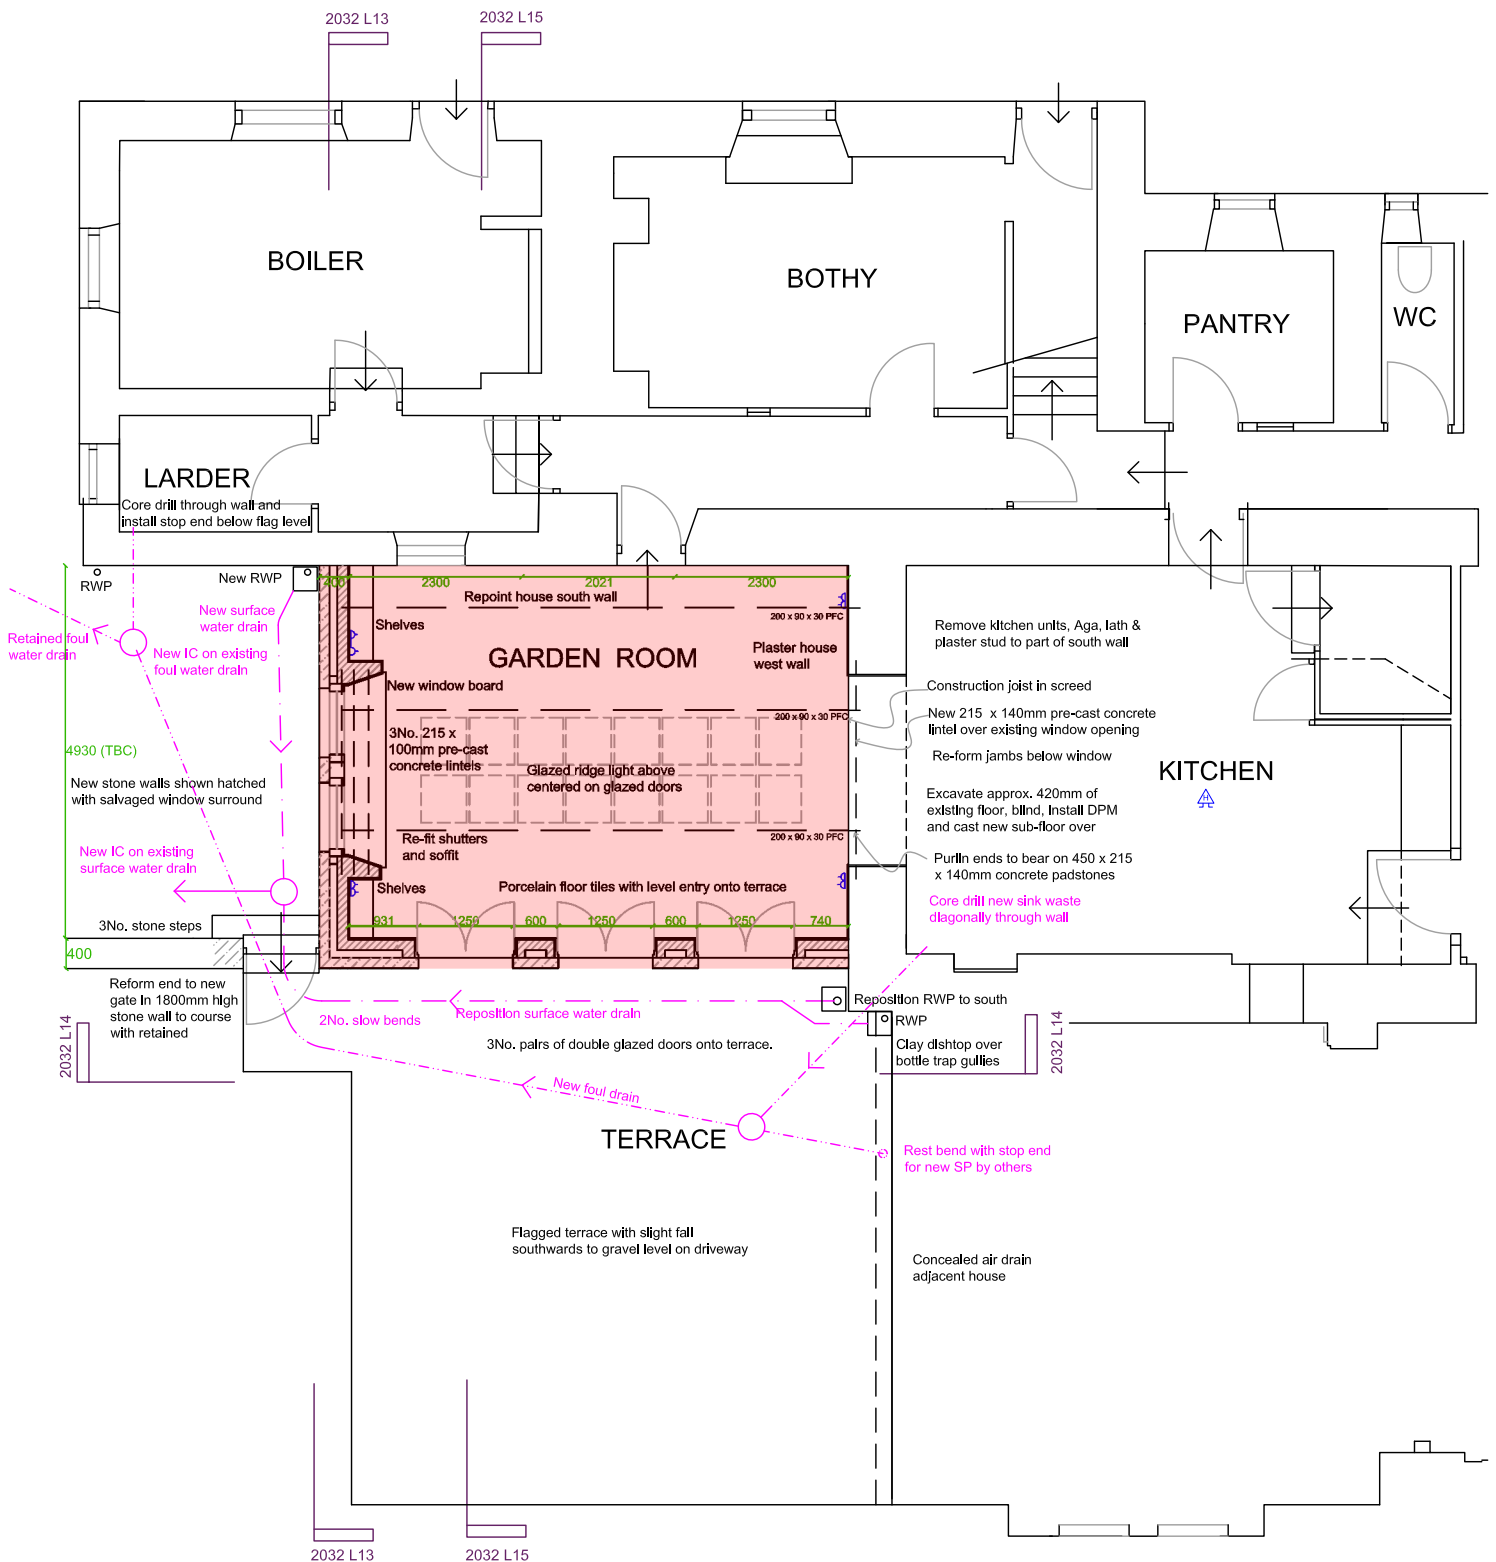 2032 L13
2032 L15
BOILER
BOTHY
PANTRY
WC
LARDER
Core drill through wall and
install stop end below flag level
RWP
New RWP
400
2300
2021
2300
Repoint house south wall
200 x 90 x 30 PFC
New surface
water drain
Retained foul
water drain
New IC on existing
foul water drain
Shelves
GARDEN ROOM
Plaster house
west wall
Remove kitchen units, Aga, lath &
plaster stud to part of south wall
New window board
Construction joist in screed
200 x 90 x 30 PFC
New 215 x 140mm pre-cast concrete
lintel over existing window opening
3No. 215 x
100mm pre-cast
concrete lintels
4930 (TBC)
Re-form jambs below window
KITCHEN
H
Glazed ridge light above
centered on glazed doors
New stone walls shown hatched
with salvaged window surround
Excavate approx. 420mm of
existing floor, blind, install DPM
and cast new sub-floor over
Re-fit shutters
and soffit
200 x 90 x 30 PFC
New IC on existing
surface water drain
Purlin ends to bear on 450 x 215
x 140mm concrete padstones
Shelves
Porcelain floor tiles with level entry onto terrace
Core drill new sink waste
diagonally through wall
3No. stone steps
931
1250
600
1250
600
1250
740
400
Reform end to new
gate in 1800mm high
stone wall to course
with retained
2No. slow bends
Reposition surface water drain
Reposition RWP to south
RWP
2032 L14
3No. pairs of double glazed doors onto terrace.
Clay dishtop over
bottle trap gullies
2032 L14
New foul drain
TERRACE
Rest bend with stop end
for new SP by others
Flagged terrace with slight fall
southwards to gravel level on driveway
Concealed air drain
adjacent house
2032 L13
2032 L15